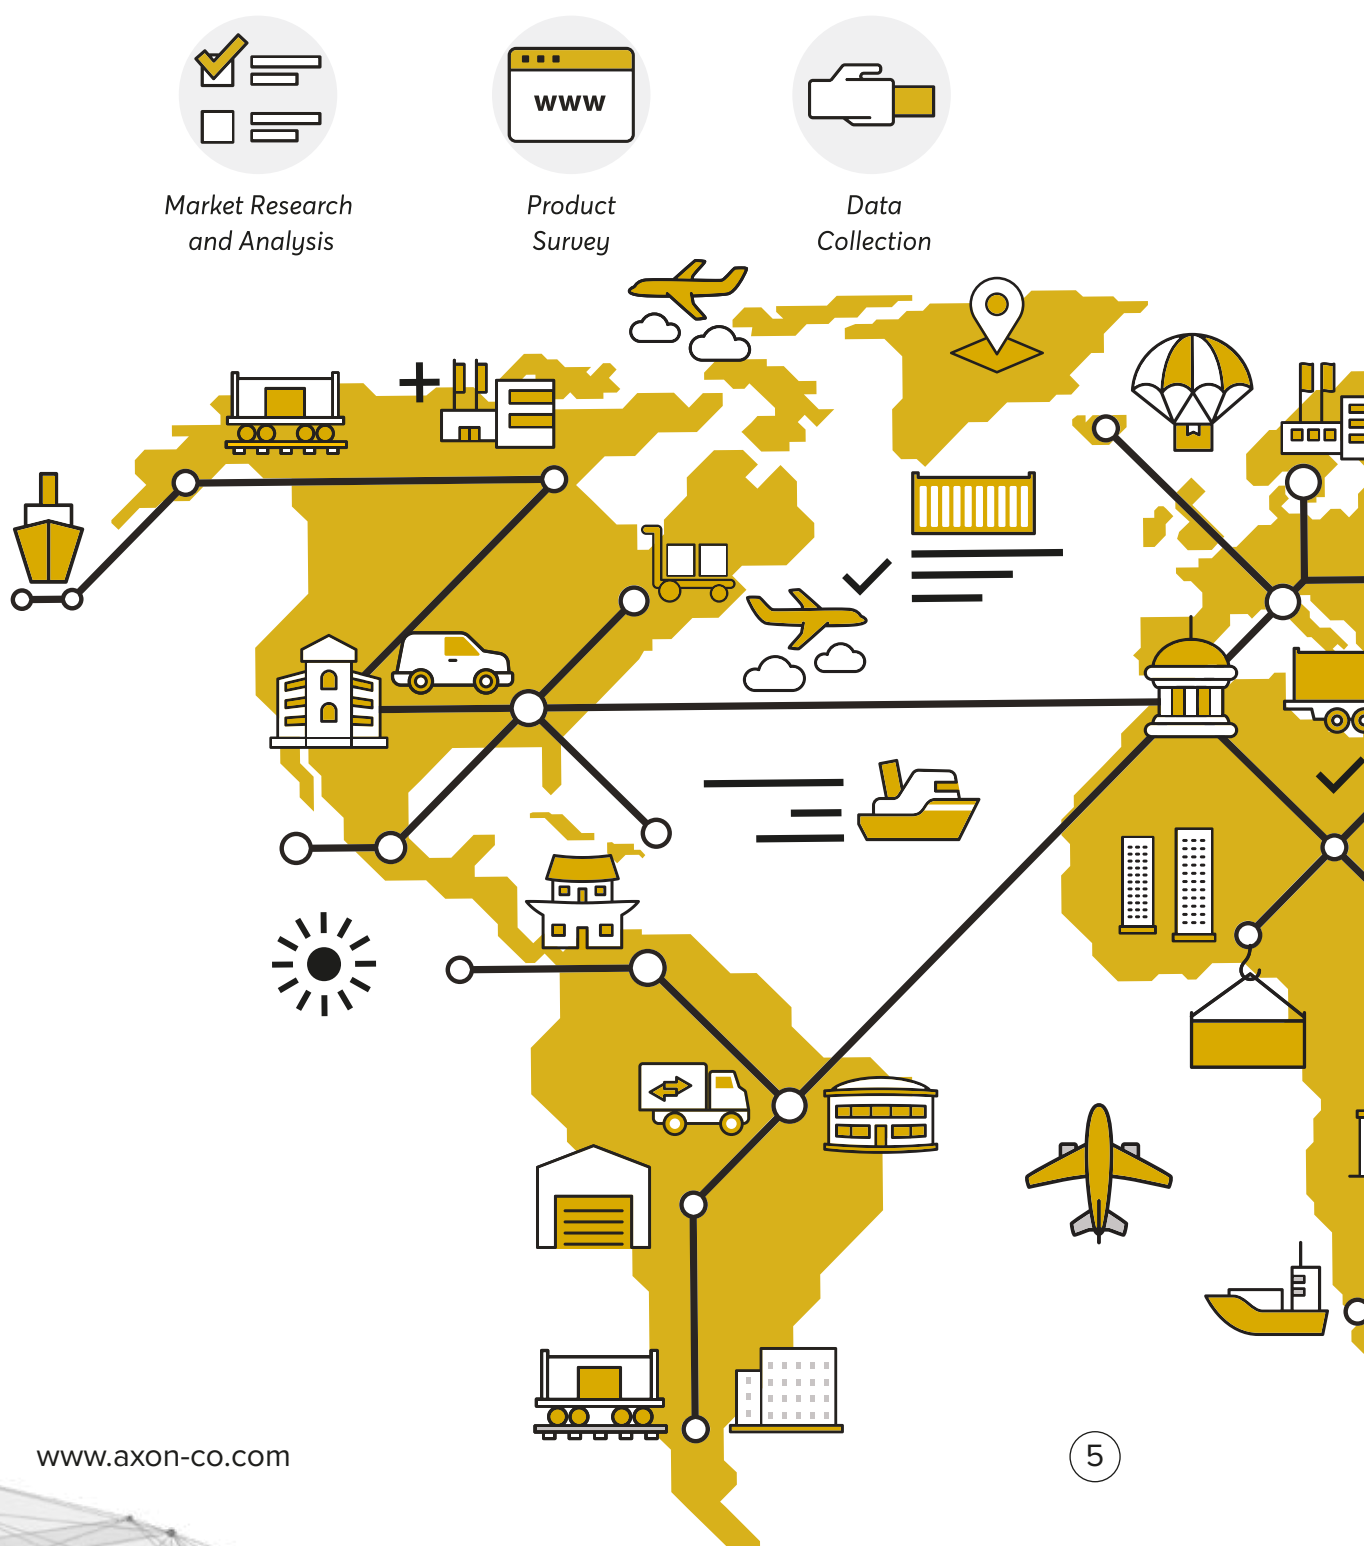 www
Market Research
and Analysis
Product
Survey
Data
Collection
www.axon-co.com
5